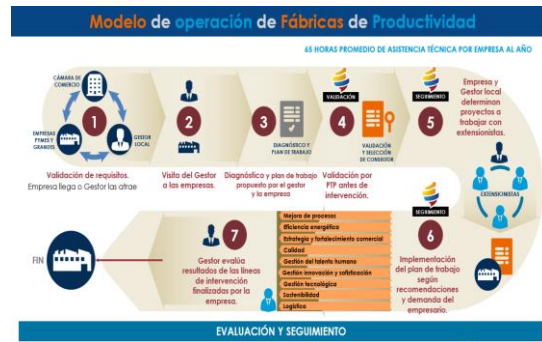 Modelo de operación de Fábricas de Productividad
65 HORAS PROMEDIO DE ASISTENCIA TÉCNICA POR EMPRESA AL AÑO
CÁMARA DE
COMERCIO
1
EMPRESAS
PYMES Y
GRANDES
GESTOR
LOCAL
Validación de requisitos.
Empresa llega o Gestor las atrae
2
Visita del Gestor
a las empresas.
3
DIAGNÓSTICO Y
PLAN DE TRABAJO
Diagnóstico y plan de trabajo
propuesto por el gestor
y la empresa
VALIDACIÓN
4
VALIDACIÓN
Y SELECCIÓN
DE CONSULTOR
Validación por
PTP antes de
intervención.
SEGUIMIENTO
5
Empresa y
Gestor local
determinan
proyectos a
trabajar con
extensionistas.
EXTENSIONISTAS
SEGUIMIENTO
6
Implementación
del plan de trabajo
según
recomendaciones
y demanda del
empresario.
Mejora de procesos
Eficiencia energética
Estrategia y fortalecimiento comercial
Calidad
Gestión del talento humano
Gestión innovación y sofisticación
Gestión tecnológica
Sostenibilidad
Logística
7
Gestor evalúa
resultados de las líneas
de intervención
finalizadas por la
empresa.
FIN
EVALUACIÓN Y SEGUIMIENTO